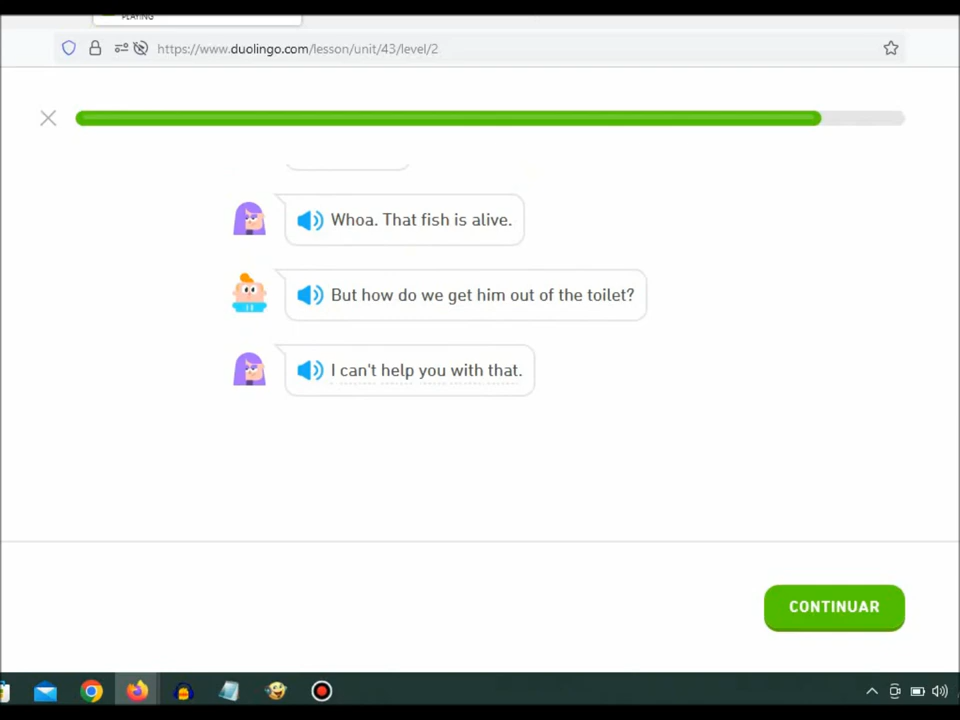 PLAYING
https://www.duolingo.com/lesson/unit/43/level/2
Whoa. That fish is alive.
But how do we get him out of the toilet?
I can't help you with that.
CONTINUAR